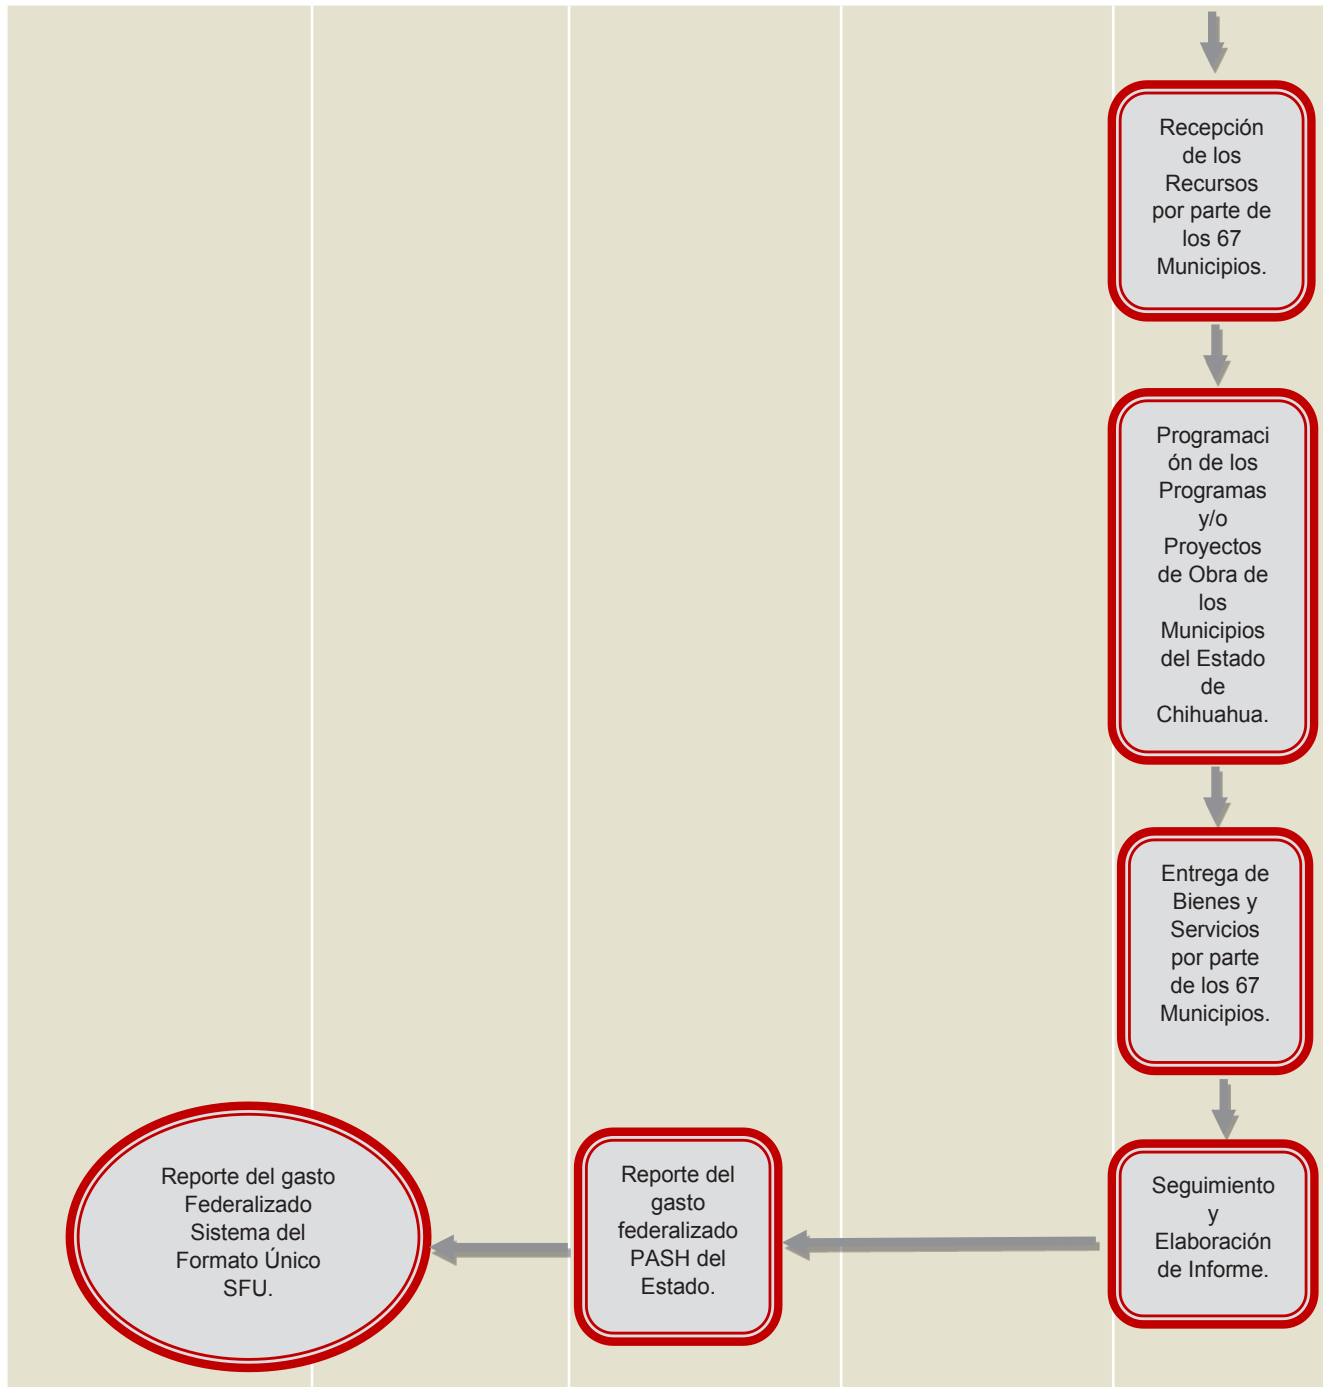 Recepción
de los
Recursos
por parte de
los 67
Municipios.
Programaci
ón de los
Programas
y/o
Proyectos
de Obra de
los
Municipios
del Estado
de
Chihuahua.
Entrega de
Bienes y
Servicios
por parte
de los 67
Municipios.
Seguimiento
y
Elaboración
de Informe.
Reporte del
gasto
federalizado
PASH del
Estado.
Reporte del gasto
Federalizado
Sistema del
Formato Único
SFU.